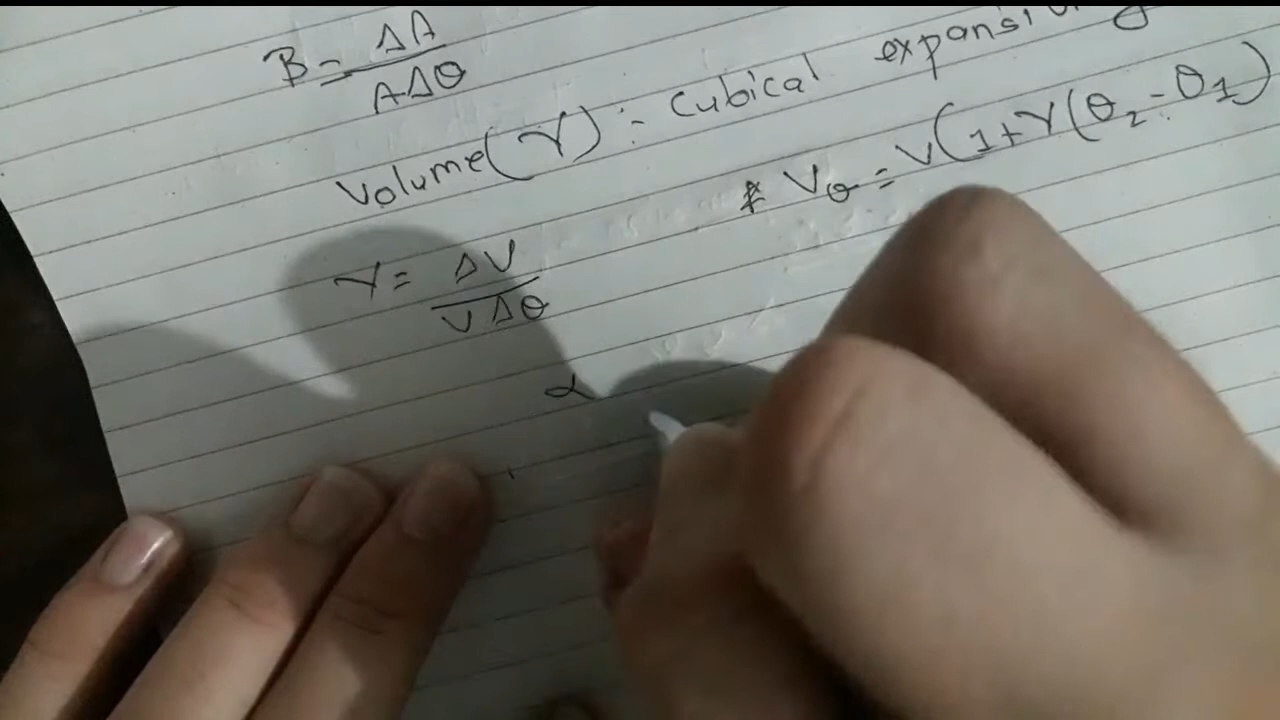 B = ΔA / AΔθ
Volume(γ) :- Cubical expansivity
* Vθ = V(1+γ(θ2-θ1)
γ = ΔV / VΔθ
α